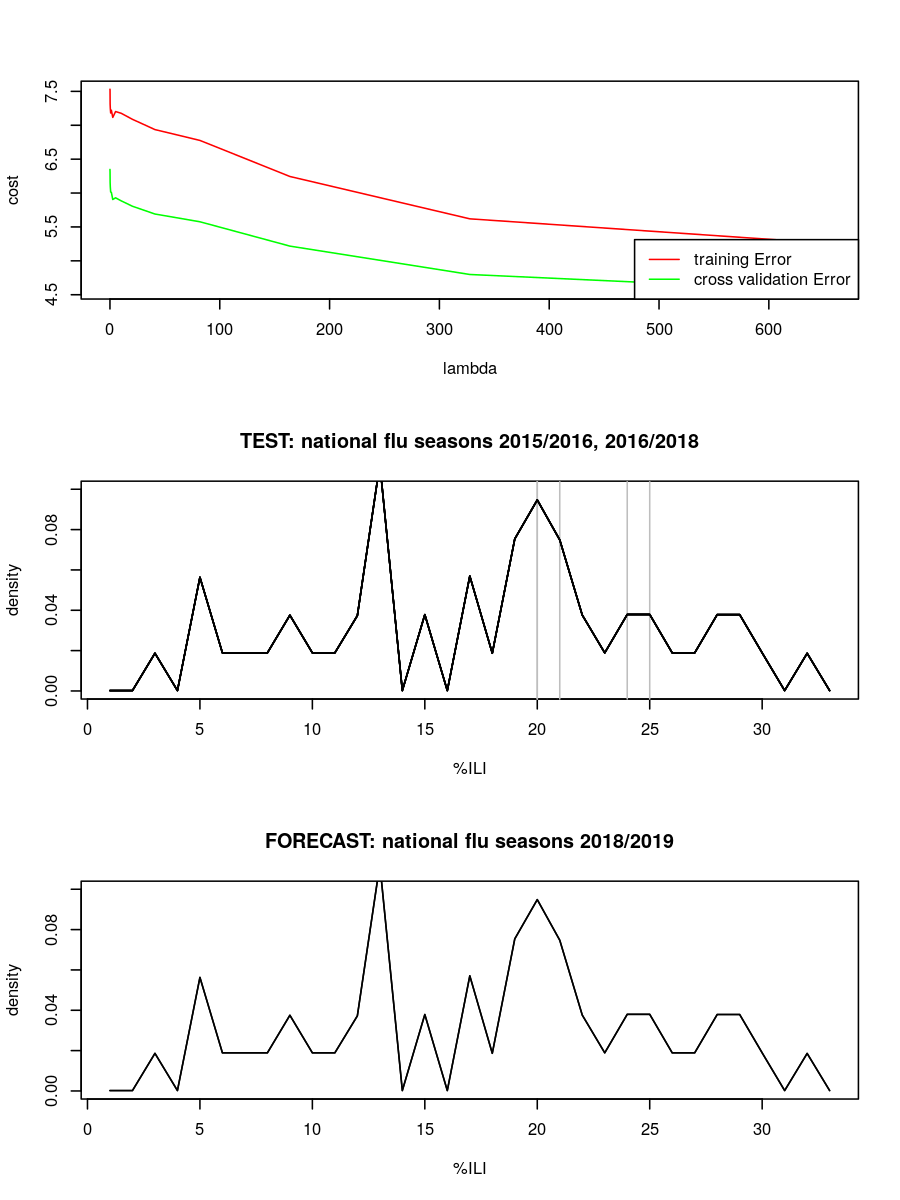 7.5
6.5
5.5
4.5
cost
training Error
cross validation Error
0 100 200 300 400 500 600
lambda
TEST: national flu seasons 2015/2016, 2016/2018
0.08
0.04
0.00
density
0 5 10 15 20 25 30
%ILI
FORECAST: national flu seasons 2018/2019
0.08
0.04
0.00
density
0 5 10 15 20 25 30
%ILI